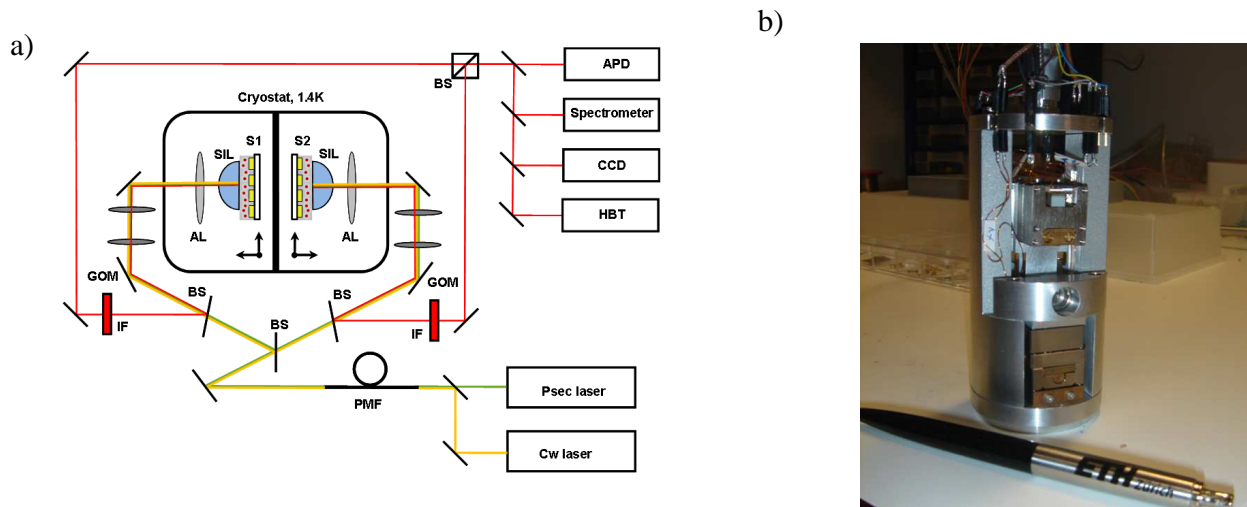 a)
b)
BS
APD
Spectrometer
CCD
HBT
Cryostat, 1.4K
SIL
S1
S2
SIL
AL
AL
GOM
GOM
BS
BS
BS
IF
IF
PMF
Psec laser
Cw laser
ETH Zürich